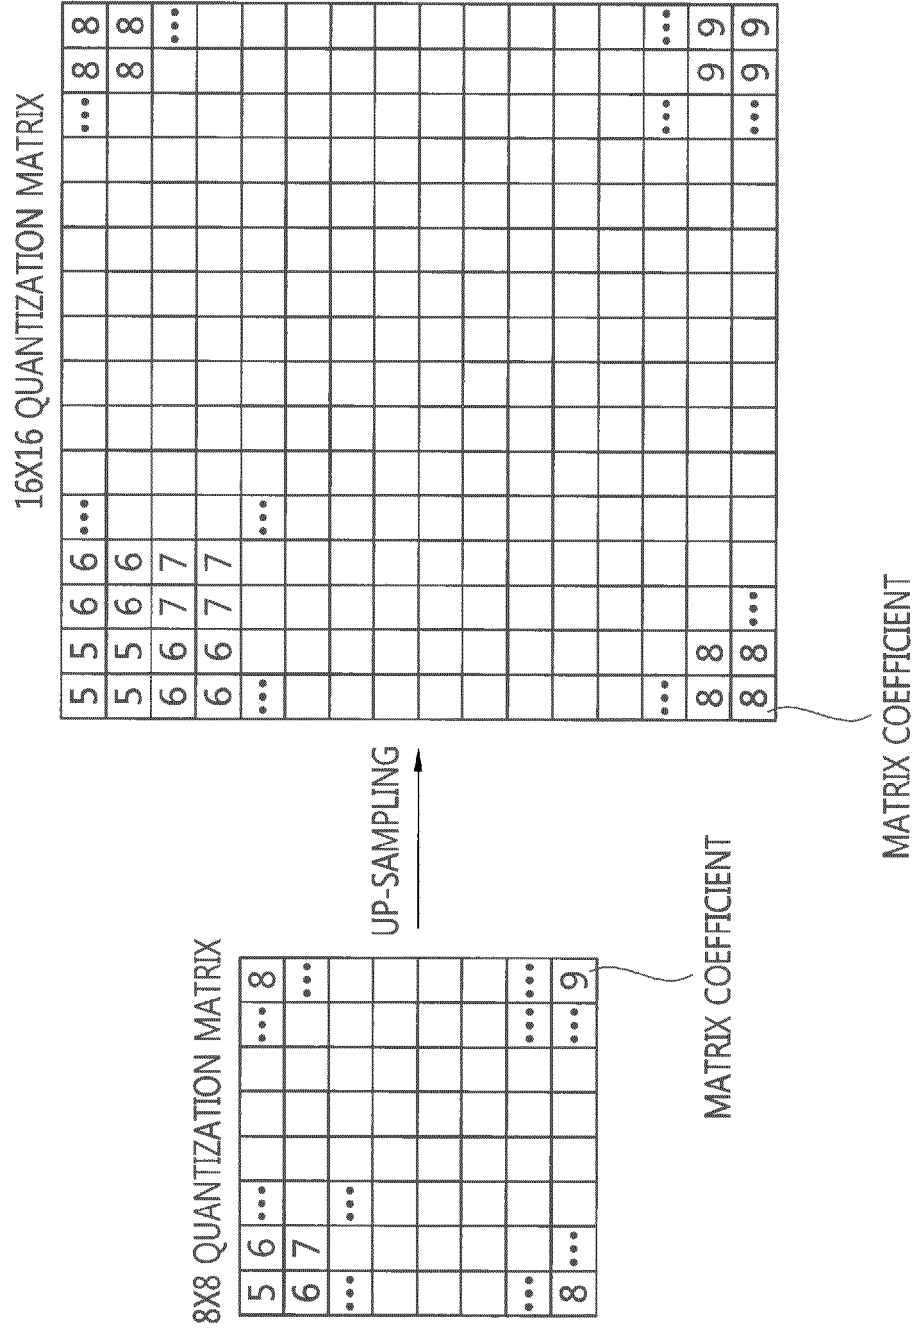 8X8 QUANTIZATION MATRIX
5 6 ... ... 8
6 7 ...
... ...
... ... ...
8 ... ... 9
MATRIX COEFFICIENT
UP-SAMPLING
16X16 QUANTIZATION MATRIX
5 5 6 6 ... ... 8 8
5 5 6 6 8 8
6 6 7 7 ...
6 6 7 7
... ...
... ... ...
8 8 9 9
8 8 ... ... 9 9
MATRIX COEFFICIENT